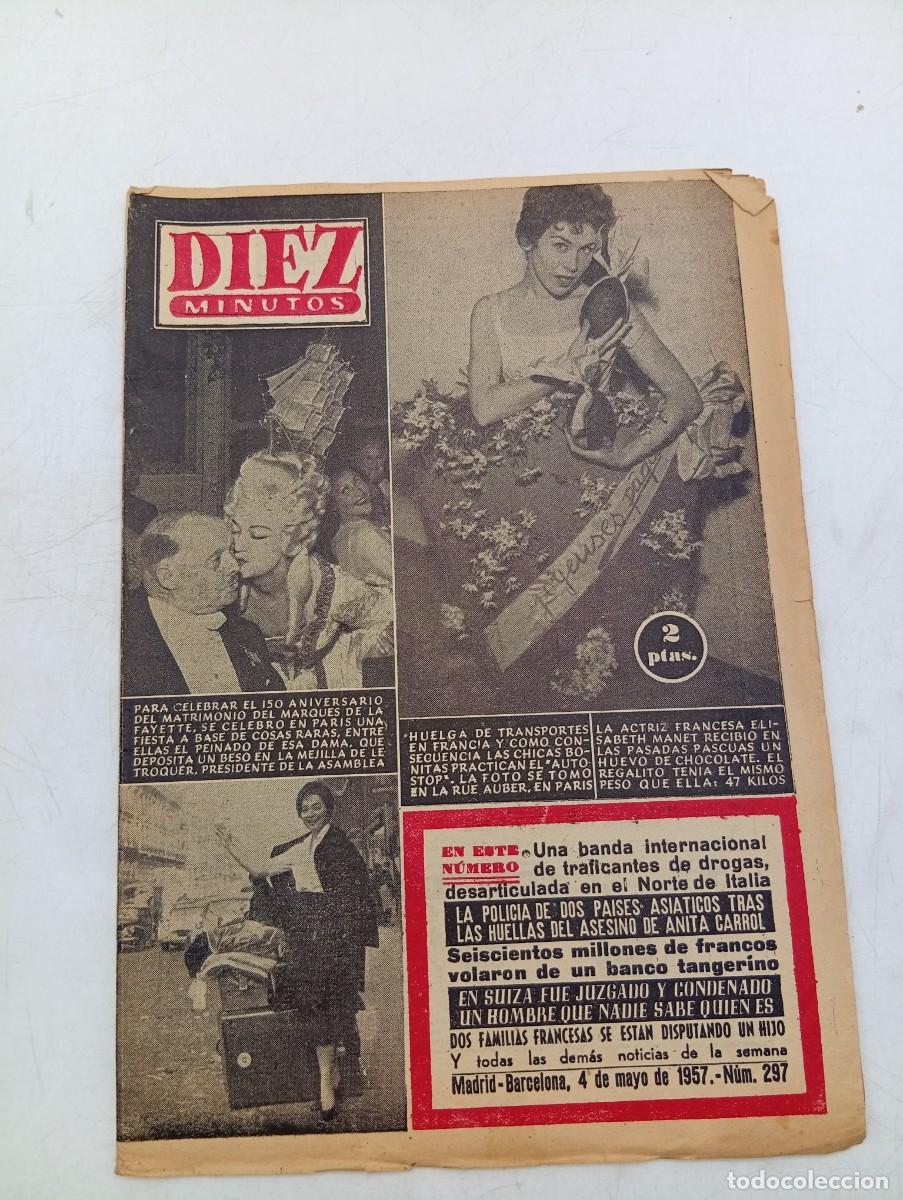 DIEZ
MINUTOS
Joyeuses Paq
2
ptas.
PARA CELEBRAR EL 150 ANIVERSARIO
DEL MATRIMONIO DEL MARQUES DE LA
FAYETTE, SE CELEBRO EN PARIS UNA
FIESTA A BASE DE COSAS RARAS, ENTRE
ELLAS EL PEINADO DE ESA DAMA, QUE
DEPOSITA UN BESO EN LA MEJILLA DE LE
TROQUER, PRESIDENTE DE LA ASAMBLEA
HUELGA DE TRANSPORTES
EN FRANCIA Y COMO CON-
SECUENCIA LAS CHICAS BO-
NITAS PRACTICAN EL "AUTO-
STOP". LA FOTO SE TOMO
EN LA RUE AUBER, EN PARIS
LA ACTRIZ FRANCESA ELI-
LABETH MANET RECIBIO EN
LAS PASADAS PASCUAS UN
HUEVO DE CHOCOLATE. EL
REGALITO TENIA EL MISMO
PESO QUE ELLA: 47 KILOS
EN ESTE
NÚMERO
Una banda internacional
de traficantes de drogas,
desarticulada en el Norte de Italia
LA POLICIA DE DOS PAISES ASIATICOS TRAS
LAS HUELLAS DEL ASESINO DE ANITA CARROL
Seiscientos millones de francos
volaron de un banco tangerino
EN SUIZA FUE JUZGADO Y CONDENADO
UN HOMBRE QUE NADIE SABE QUIEN ES
DOS FAMILIAS FRANCESAS SE ESTAN DISPUTANDO UN HIJO
Y todas las demás noticias de la semana
Madrid-Barcelona, 4 de mayo de 1957.-Núm. 297
todocoleccion